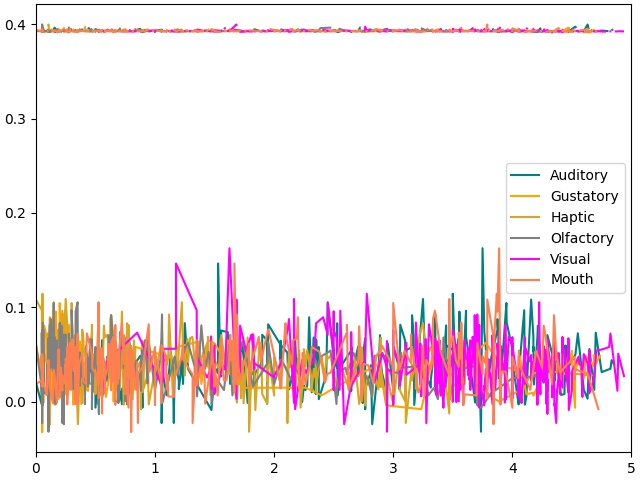 0.4
0.3
0.2
0.1
0.0
Auditory
Gustatory
Haptic
Olfactory
Visual
Mouth
0 1 2 3 4 5